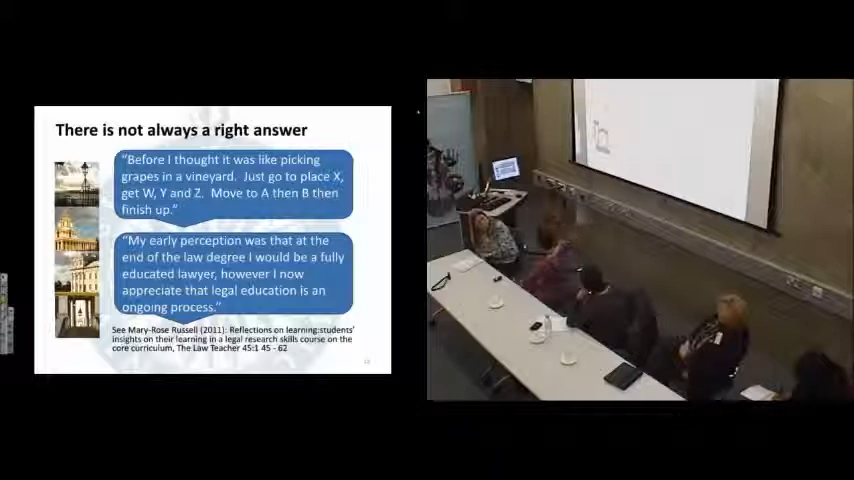 There is not always a right answer
"Before I thought it was like picking
grapes in a vineyard.  Just go to place X,
get W, Y and Z.  Move to A then B then
finish up."
"My early perception was that at the
end of the law degree I would be a fully
educated lawyer, however I now
appreciate that legal education is an
ongoing process."
See Mary-Rose Russell (2011): Reflections on learning:students'
insights on their learning in a legal research skills course on the
core curriculum, The Law Teacher 45:1 45 - 62